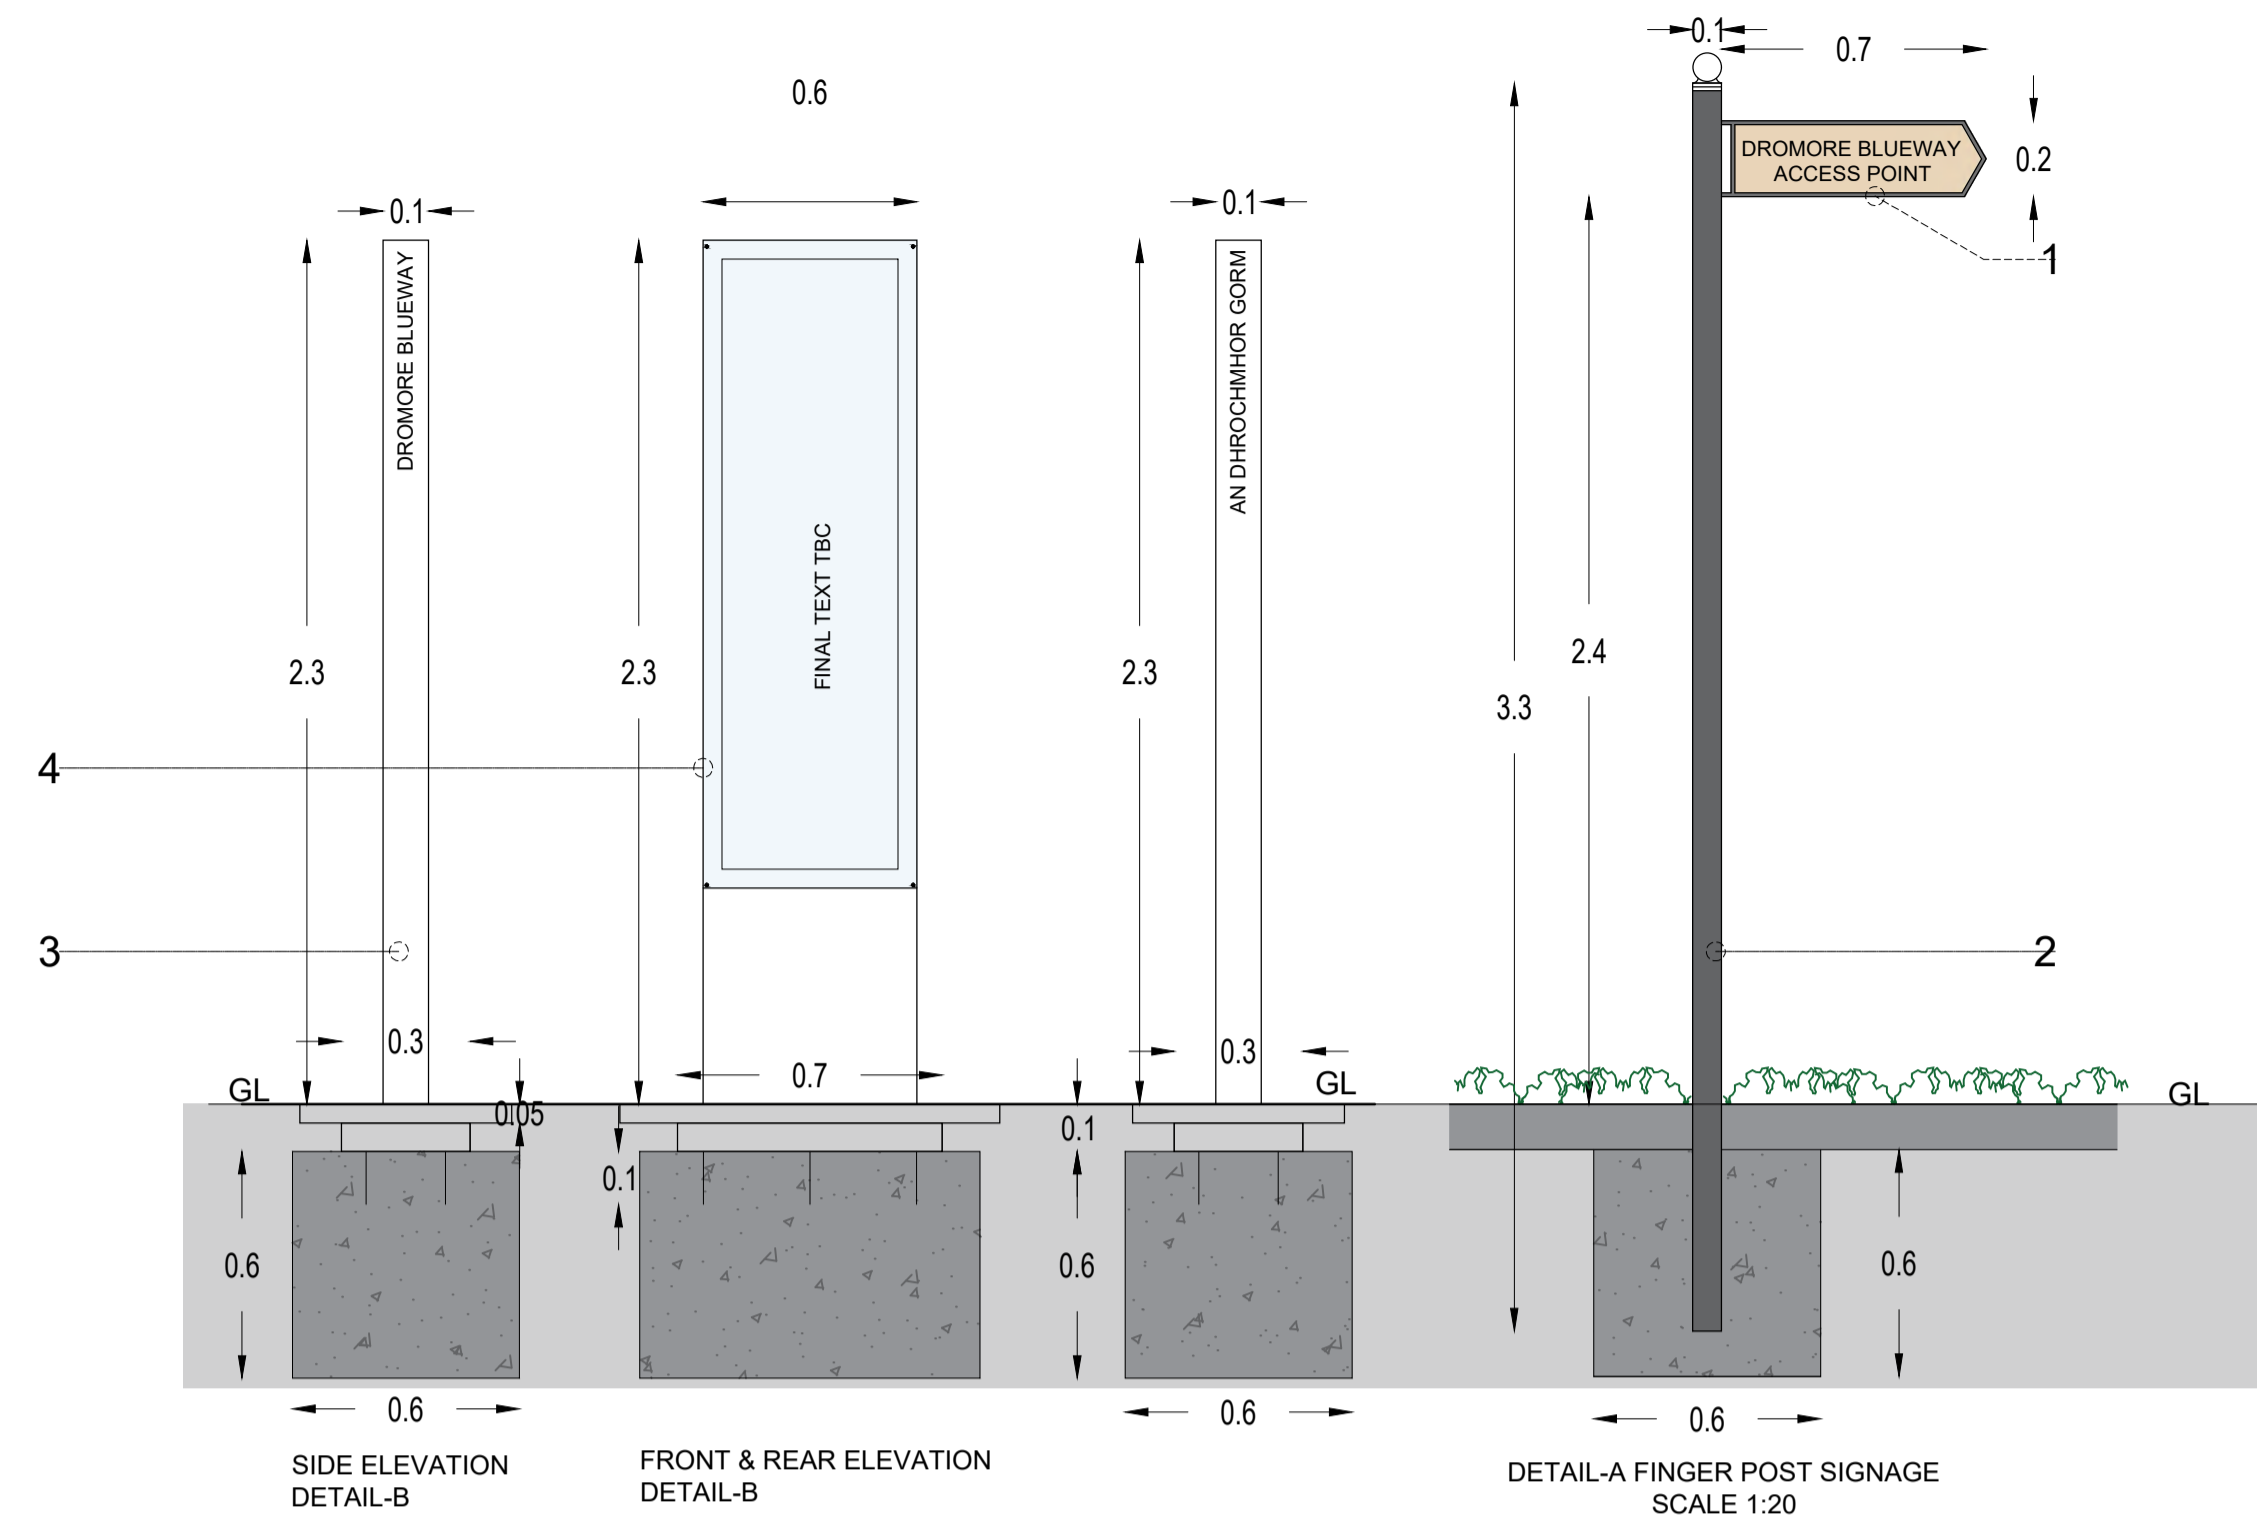 0.1
0.7
0.6
DROMORE BLUEWAY
ACCESS POINT
0.2
0.1
0.1
1
DROMORE BLUEWAY
AN DHROCHMHOR GORM
FINAL TEXT TBC
2.3
2.3
2.3
2.4
3.3
4
3
2
0.3
0.7
0.3
GL
GL
GL
0.05
0.1
0.1
0.6
0.6
0.6
0.6
0.6
0.6
SIDE ELEVATION
DETAIL-B
FRONT & REAR ELEVATION
DETAIL-B
DETAIL-A FINGER POST SIGNAGE
SCALE 1:20